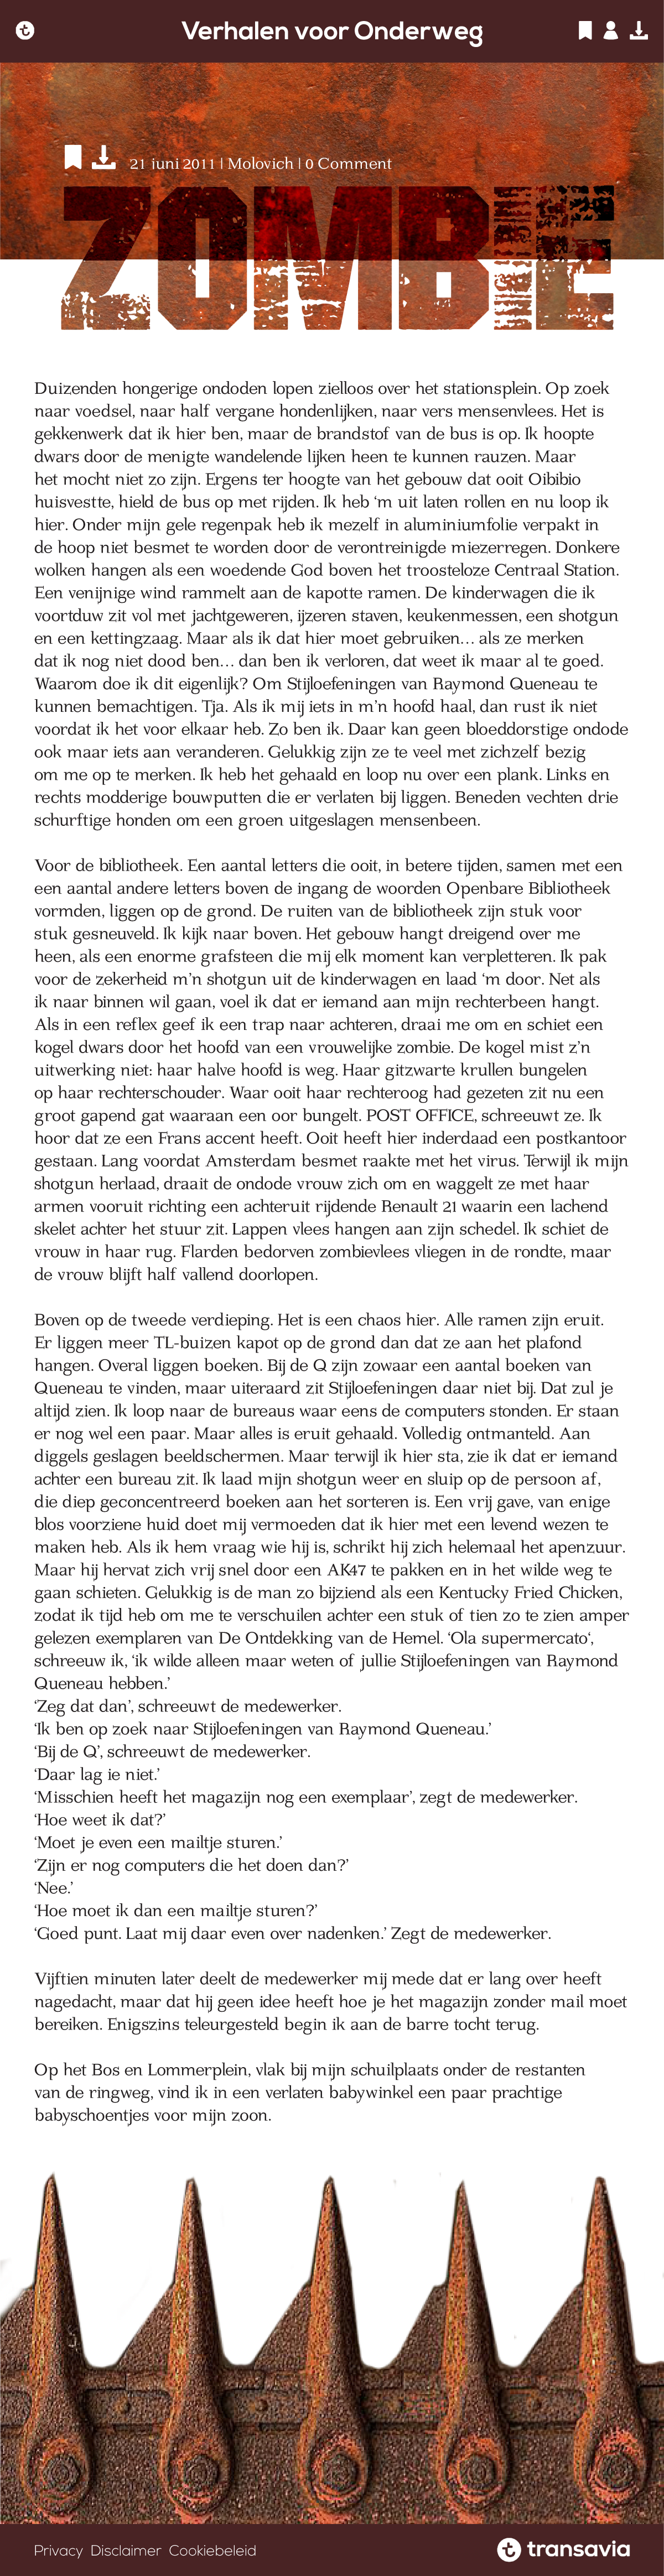 Verhalen voor Onderweg
21 juni 2011 | Molovich | 0 Comment
ZOMBIE
Duizenden hongerige ondoden lopen zielloos over het stationsplein. Op zoek
naar voedsel, naar half vergane hondenlijken, naar vers mensenvlees. Het is
gekkenwerk dat ik hier ben, maar de brandstof van de bus is op. Ik hoopte
dwars door de menigte wandelende lijken heen te kunnen rauzen. Maar
het mocht niet zo zijn. Ergens ter hoogte van het gebouw dat ooit Oibibio
huisvestte, hield de bus op met rijden. Ik heb ‘m uit laten rollen en nu loop ik
hier. Onder mijn gele regenpak heb ik mezelf in aluminiumfolie verpakt in
de hoop niet besmet te worden door de verontreinigde miezerregen. Donkere
wolken hangen als een woedende God boven het troosteloze Centraal Station.
Een venijnige wind rammelt aan de kapotte ramen. De kinderwagen die ik
voortduw zit vol met jachtgeweren, ijzeren staven, keukenmessen, een shotgun
en een kettingzaag. Maar als ik dat hier moet gebruiken… als ze merken
dat ik nog niet dood ben… dan ben ik verloren, dat weet ik maar al te goed.
Waarom doe ik dit eigenlijk? Om Stijloefeningen van Raymond Queneau te
kunnen bemachtigen. Tja. Als ik mij iets in m’n hoofd haal, dan rust ik niet
voordat ik het voor elkaar heb. Zo ben ik. Daar kan geen bloeddorstige ondode
ook maar iets aan veranderen. Gelukkig zijn ze te veel met zichzelf bezig
om me op te merken. Ik heb het gehaald en loop nu over een plank. Links en
rechts modderige bouwputten die er verlaten bij liggen. Beneden vechten drie
schurftige honden om een groen uitgeslagen mensenbeen.
Voor de bibliotheek. Een aantal letters die ooit, in betere tijden, samen met een
een aantal andere letters boven de ingang de woorden Openbare Bibliotheek
vormden, liggen op de grond. De ruiten van de bibliotheek zijn stuk voor
stuk gesneuveld. Ik kijk naar boven. Het gebouw hangt dreigend over me
heen, als een enorme grafsteen die mij elk moment kan verpletteren. Ik pak
voor de zekerheid m’n shotgun uit de kinderwagen en laad ‘m door. Net als
ik naar binnen wil gaan, voel ik dat er iemand aan mijn rechterbeen hangt.
Als in een reflex geef ik een trap naar achteren, draai me om en schiet een
kogel dwars door het hoofd van een vrouwelijke zombie. De kogel mist z’n
uitwerking niet: haar halve hoofd is weg. Haar gitzwarte krullen bungelen
op haar rechterschouder. Waar ooit haar rechteroog had gezeten zit nu een
groot gapend gat waaraan een oor bungelt. POST OFFICE, schreeuwt ze. Ik
hoor dat ze een Frans accent heeft. Ooit heeft hier inderdaad een postkantoor
gestaan. Lang voordat Amsterdam besmet raakte met het virus. Terwijl ik mijn
shotgun herlaad, draait de ondode vrouw zich om en waggelt ze met haar
armen vooruit richting een achteruit rijdende Renault 21 waarin een lachend
skelet achter het stuur zit. Lappen vlees hangen aan zijn schedel. Ik schiet de
vrouw in haar rug. Flarden bedorven zombievlees vliegen in de rondte, maar
de vrouw blijft half vallend doorlopen.
Boven op de tweede verdieping. Het is een chaos hier. Alle ramen zijn eruit.
Er liggen meer TL-buizen kapot op de grond dan dat ze aan het plafond
hangen. Overal liggen boeken. Bij de Q zijn zowaar een aantal boeken van
Queneau te vinden, maar uiteraard zit Stijloefeningen daar niet bij. Dat zul je
altijd zien. Ik loop naar de bureaus waar eens de computers stonden. Er staan
er nog wel een paar. Maar alles is eruit gehaald. Volledig ontmanteld. Aan
diggels geslagen beeldschermen. Maar terwijl ik hier sta, zie ik dat er iemand
achter een bureau zit. Ik laad mijn shotgun weer en sluip op de persoon af,
die diep geconcentreerd boeken aan het sorteren is. Een vrij gave, van enige
blos voorziene huid doet mij vermoeden dat ik hier met een levend wezen te
maken heb. Als ik hem vraag wie hij is, schrikt hij zich helemaal het apenzuur.
Maar hij hervat zich vrij snel door een AK47 te pakken en in het wilde weg te
gaan schieten. Gelukkig is de man zo bijziend als een Kentucky Fried Chicken,
zodat ik tijd heb om me te verschuilen achter een stuk of tien zo te zien amper
gelezen exemplaren van De Ontdekking van de Hemel. ‘Ola supermercato‘,
schreeuw ik, ‘ik wilde alleen maar weten of jullie Stijloefeningen van Raymond
Queneau hebben.’
‘Zeg dat dan’, schreeuwt de medewerker.
‘Ik ben op zoek naar Stijloefeningen van Raymond Queneau.’
‘Bij de Q’, schreeuwt de medewerker.
‘Daar lag ie niet.’
‘Misschien heeft het magazijn nog een exemplaar’, zegt de medewerker.
‘Hoe weet ik dat?’
‘Moet je even een mailtje sturen.’
‘Zijn er nog computers die het doen dan?’
‘Nee.’
‘Hoe moet ik dan een mailtje sturen?’
‘Goed punt. Laat mij daar even over nadenken.’ Zegt de medewerker.
Vijftien minuten later deelt de medewerker mij mede dat er lang over heeft
nagedacht, maar dat hij geen idee heeft hoe je het magazijn zonder mail moet
bereiken. Enigszins teleurgesteld begin ik aan de barre tocht terug.
Op het Bos en Lommerplein, vlak bij mijn schuilplaats onder de restanten
van de ringweg, vind ik in een verlaten babywinkel een paar prachtige
babyschoentjes voor mijn zoon.
Privacy Disclaimer Cookiebeleid
transavia